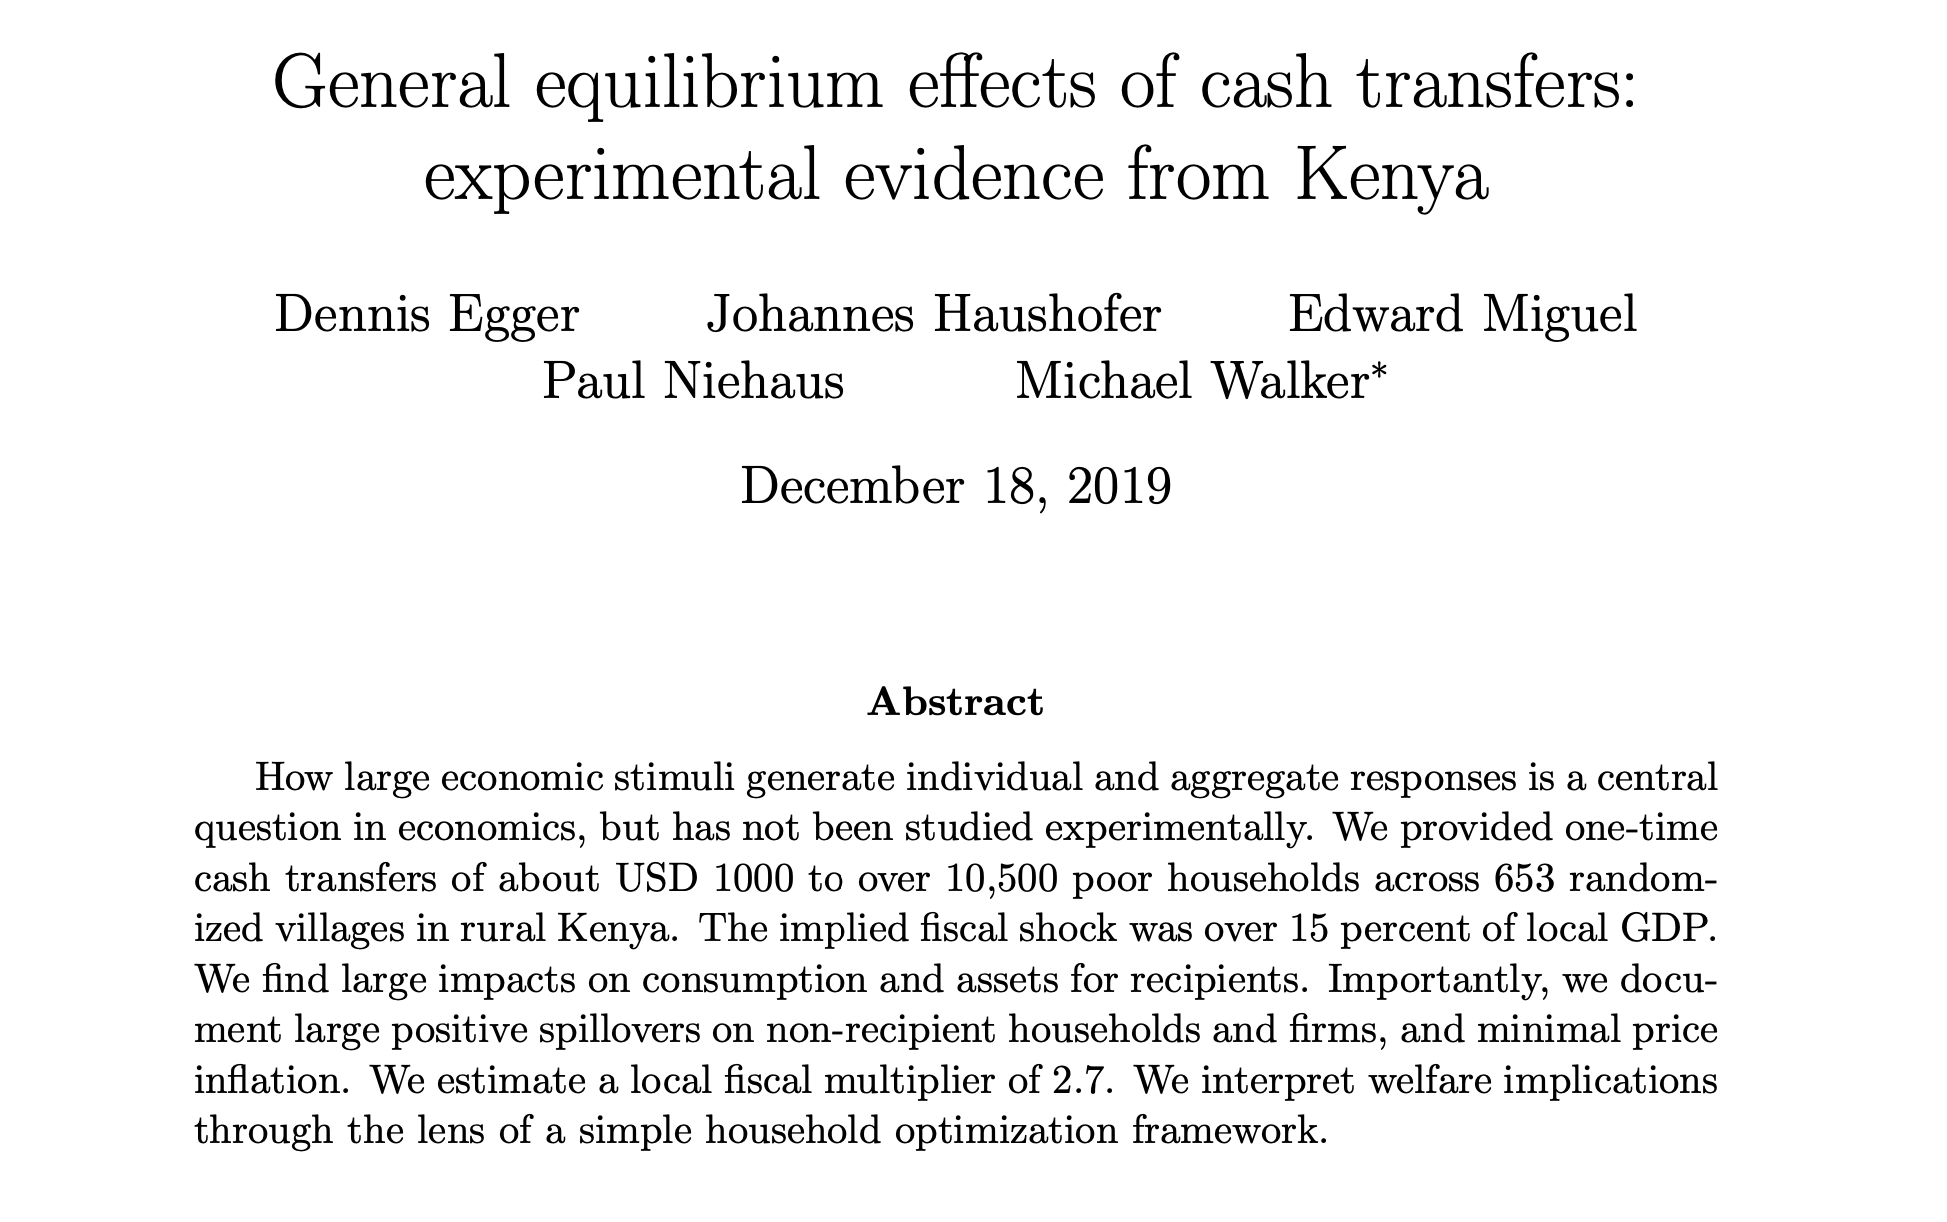 General equilibrium effects of cash transfers:
experimental evidence from Kenya
Dennis Egger Johannes Haushofer Edward Miguel
Paul Niehaus Michael Walker*
December 18, 2019
Abstract
How large economic stimuli generate individual and aggregate responses is a central
question in economics, but has not been studied experimentally. We provided one-time
cash transfers of about USD 1000 to over 10,500 poor households across 653 random-
ized villages in rural Kenya. The implied fiscal shock was over 15 percent of local GDP.
We find large impacts on consumption and assets for recipients. Importantly, we docu-
ment large positive spillovers on non-recipient households and firms, and minimal price
inflation. We estimate a local fiscal multiplier of 2.7. We interpret welfare implications
through the lens of a simple household optimization framework.